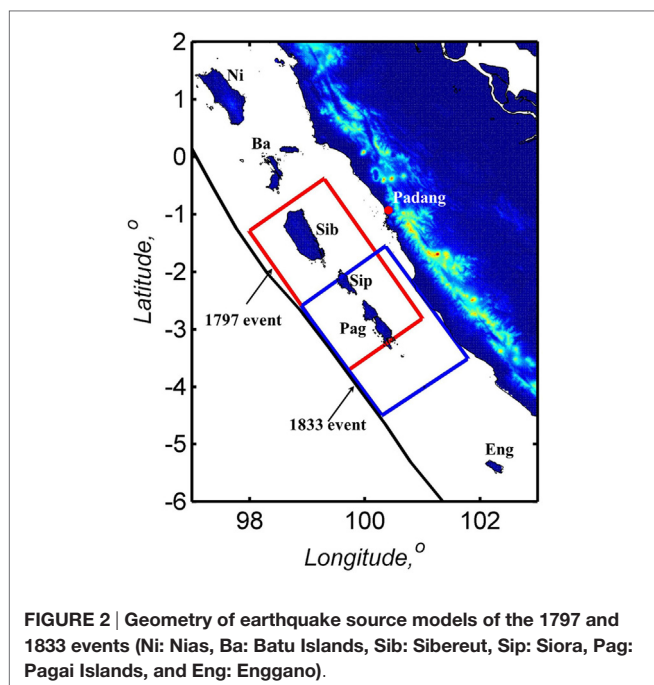 2
1
0
-1
-2
-3
-4
-5
-6
Latitude,°
Ni
Ba
Padang
Sib
Sip
1797 event
Pag
1833 event
Eng
98 100 102
Longitude,°
FIGURE 2 | Geometry of earthquake source models of the 1797 and
1833 events (Ni: Nias, Ba: Batu Islands, Sib: Sibereut, Sip: Siora, Pag:
Pagai Islands, and Eng: Enggano).